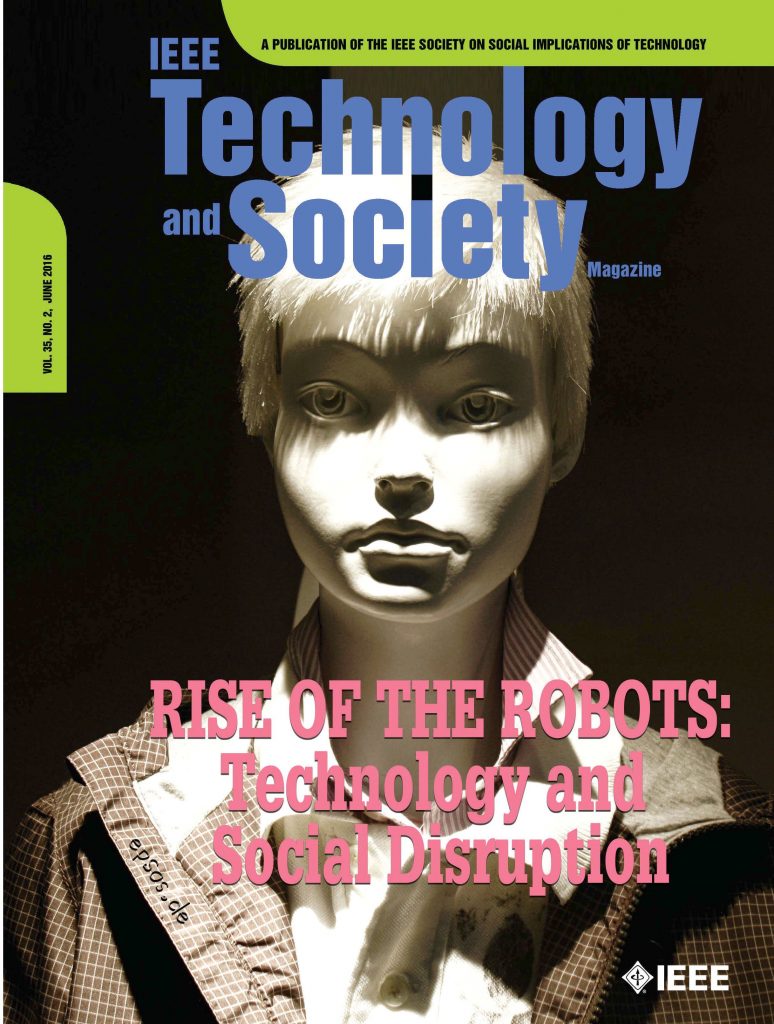 A PUBLICATION OF THE IEEE SOCIETY ON SOCIAL IMPLICATIONS OF TECHNOLOGY
IEEE
Technology
and Society
Magazine
VOL. 35, NO. 2, JUNE 2016
RISE OF THE ROBOTS:
Technology and
Social Disruption
epsos.de
IEEE